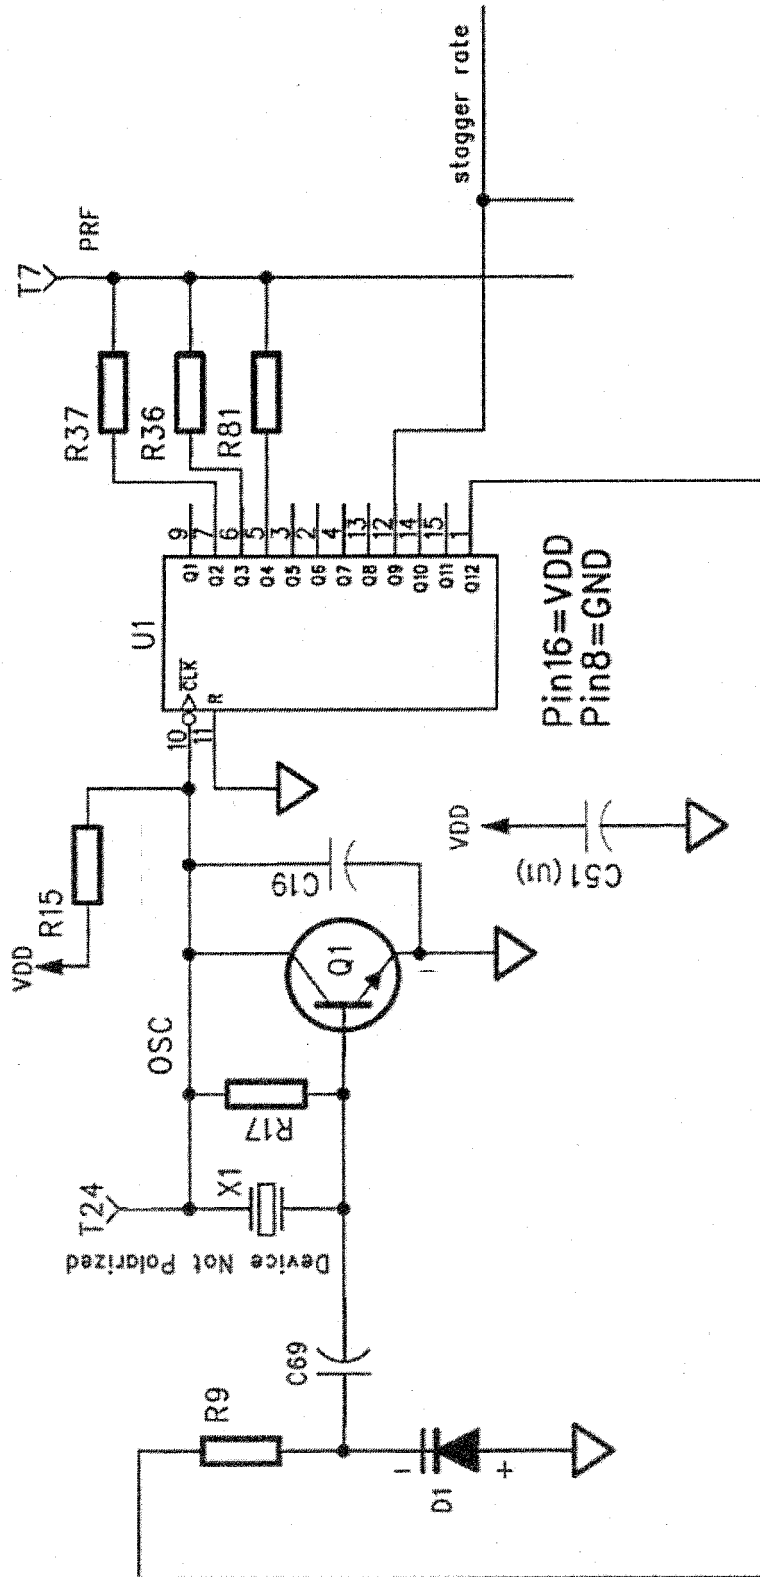 T7
PRF
stagger rate
R37
R36
R81
9
7
6
5
3
2
4
13
12
14
15
1
Q1
Q2
Q3
Q4
Q5
Q6
Q7
Q8
Q9
Q10
Q11
Q12
U1
CLK
R
10
11
Pin16=VDD
Pin8=GND
VDD
R15
C19
VDD
C51(U1)
Q1
OSC
R17
T24
X1
Device Not Polarized
C69
R9
-
D1
+